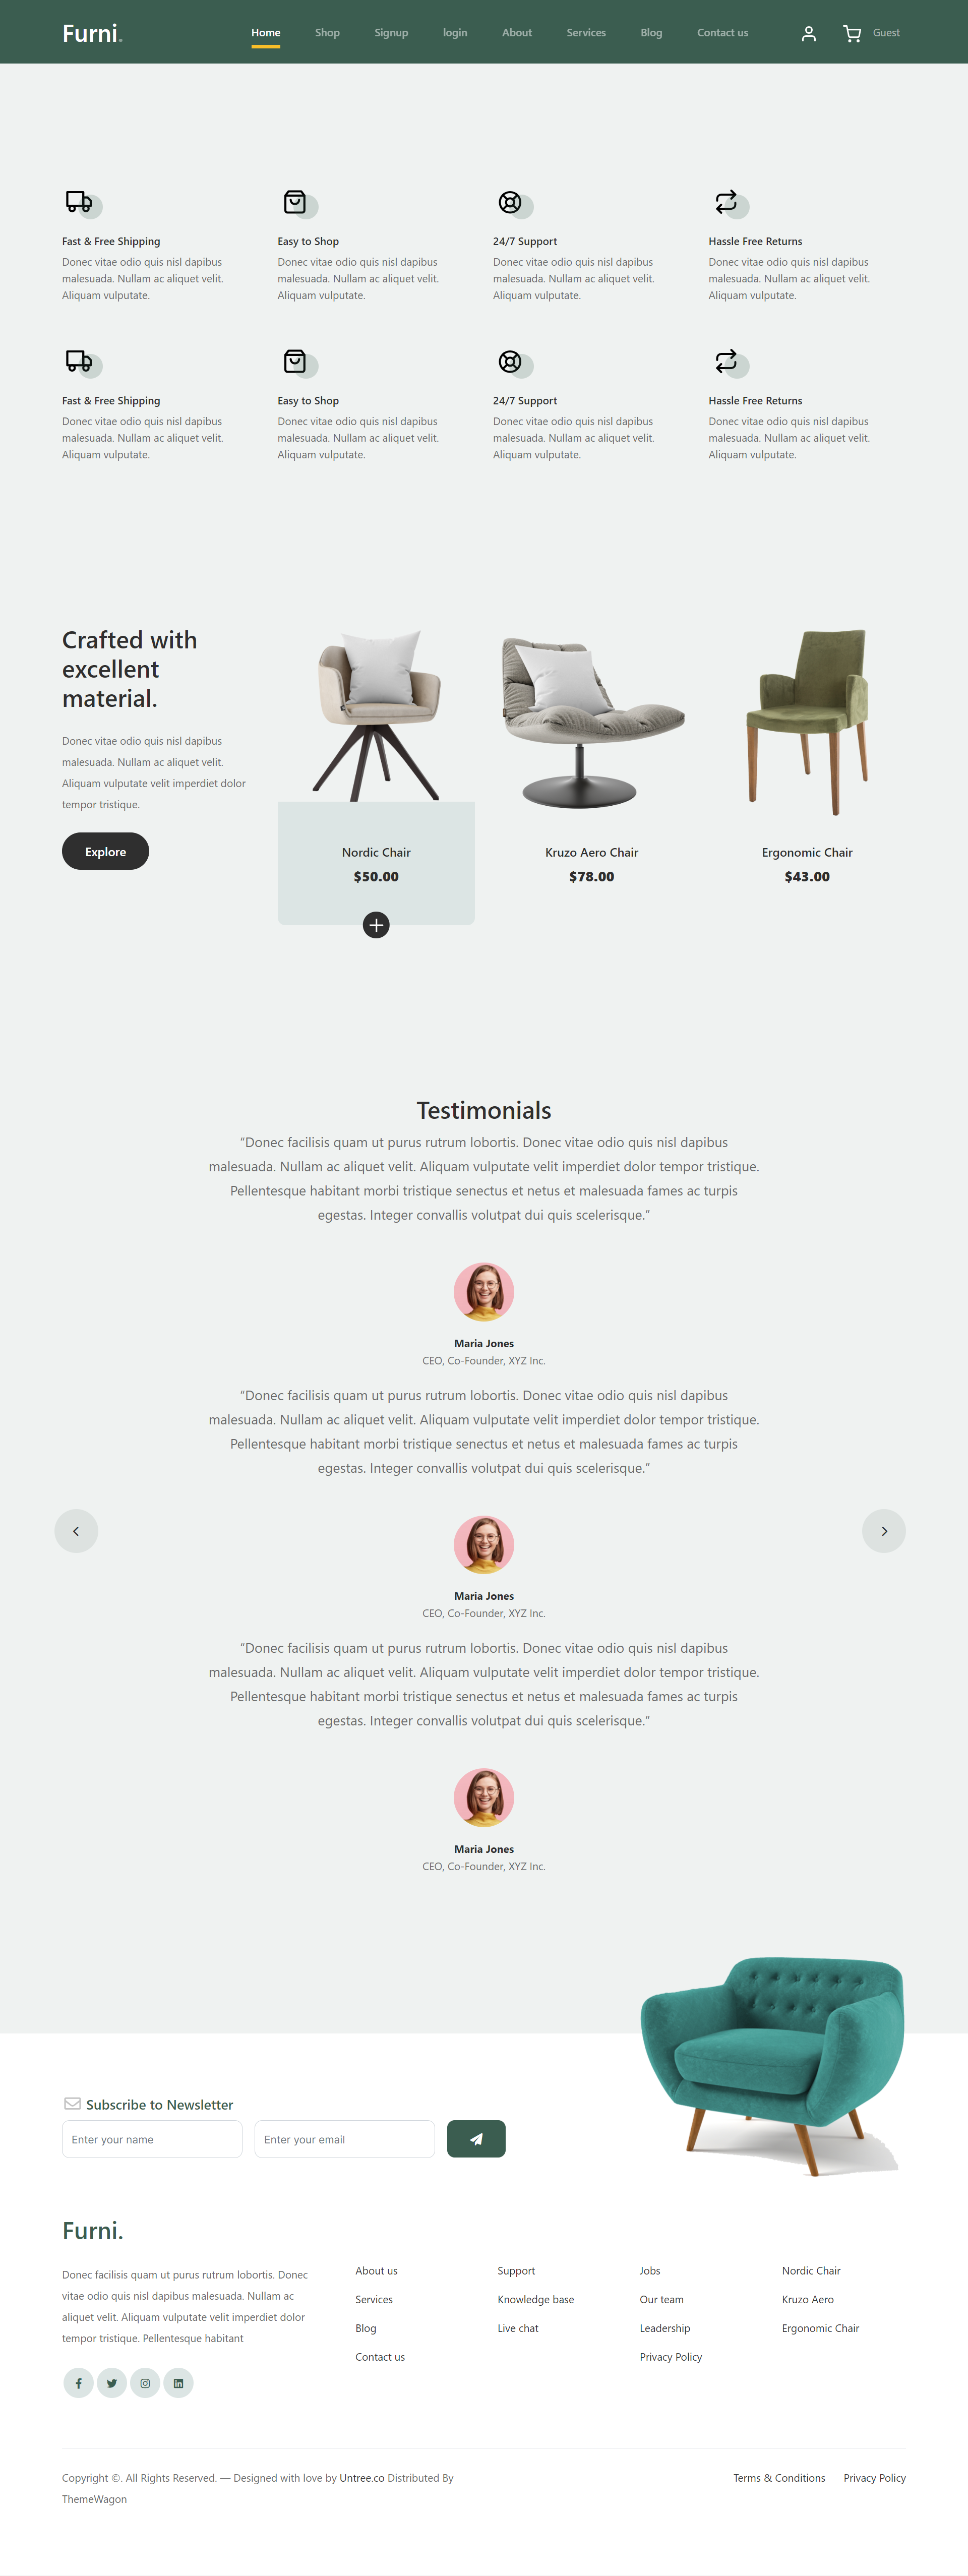 Furni.
Home Shop Signup login About Services Blog Contact us Guest
Fast & Free Shipping
Donec vitae odio quis nisl dapibus
malesuada. Nullam ac aliquet velit.
Aliquam vulputate.
Easy to Shop
Donec vitae odio quis nisl dapibus
malesuada. Nullam ac aliquet velit.
Aliquam vulputate.
24/7 Support
Donec vitae odio quis nisl dapibus
malesuada. Nullam ac aliquet velit.
Aliquam vulputate.
Hassle Free Returns
Donec vitae odio quis nisl dapibus
malesuada. Nullam ac aliquet velit.
Aliquam vulputate.
Fast & Free Shipping
Donec vitae odio quis nisl dapibus
malesuada. Nullam ac aliquet velit.
Aliquam vulputate.
Easy to Shop
Donec vitae odio quis nisl dapibus
malesuada. Nullam ac aliquet velit.
Aliquam vulputate.
24/7 Support
Donec vitae odio quis nisl dapibus
malesuada. Nullam ac aliquet velit.
Aliquam vulputate.
Hassle Free Returns
Donec vitae odio quis nisl dapibus
malesuada. Nullam ac aliquet velit.
Aliquam vulputate.
Crafted with
excellent
material.
Donec vitae odio quis nisl dapibus
malesuada. Nullam ac aliquet velit.
Aliquam vulputate velit imperdiet dolor
tempor tristique.
Explore
Nordic Chair
$50.00
Kruzo Aero Chair
$78.00
Ergonomic Chair
$43.00
Testimonials
“Donec facilisis quam ut purus rutrum lobortis. Donec vitae odio quis nisl dapibus
malesuada. Nullam ac aliquet velit. Aliquam vulputate velit imperdiet dolor tempor tristique.
Pellentesque habitant morbi tristique senectus et netus et malesuada fames ac turpis
egestas. Integer convallis volutpat dui quis scelerisque.”
Maria Jones
CEO, Co-Founder, XYZ Inc.
“Donec facilisis quam ut purus rutrum lobortis. Donec vitae odio quis nisl dapibus
malesuada. Nullam ac aliquet velit. Aliquam vulputate velit imperdiet dolor tempor tristique.
Pellentesque habitant morbi tristique senectus et netus et malesuada fames ac turpis
egestas. Integer convallis volutpat dui quis scelerisque.”
Maria Jones
CEO, Co-Founder, XYZ Inc.
“Donec facilisis quam ut purus rutrum lobortis. Donec vitae odio quis nisl dapibus
malesuada. Nullam ac aliquet velit. Aliquam vulputate velit imperdiet dolor tempor tristique.
Pellentesque habitant morbi tristique senectus et netus et malesuada fames ac turpis
egestas. Integer convallis volutpat dui quis scelerisque.”
Maria Jones
CEO, Co-Founder, XYZ Inc.
Subscribe to Newsletter
Enter your name
Enter your email
Furni.
Donec facilisis quam ut purus rutrum lobortis. Donec
vitae odio quis nisl dapibus malesuada. Nullam ac
aliquet velit. Aliquam vulputate velit imperdiet dolor
tempor tristique. Pellentesque habitant
About us
Services
Blog
Contact us
Support
Knowledge base
Live chat
Jobs
Our team
Leadership
Privacy Policy
Nordic Chair
Kruzo Aero
Ergonomic Chair
Copyright ©. All Rights Reserved. — Designed with love by Untree.co Distributed By
ThemeWagon
Terms & Conditions Privacy Policy